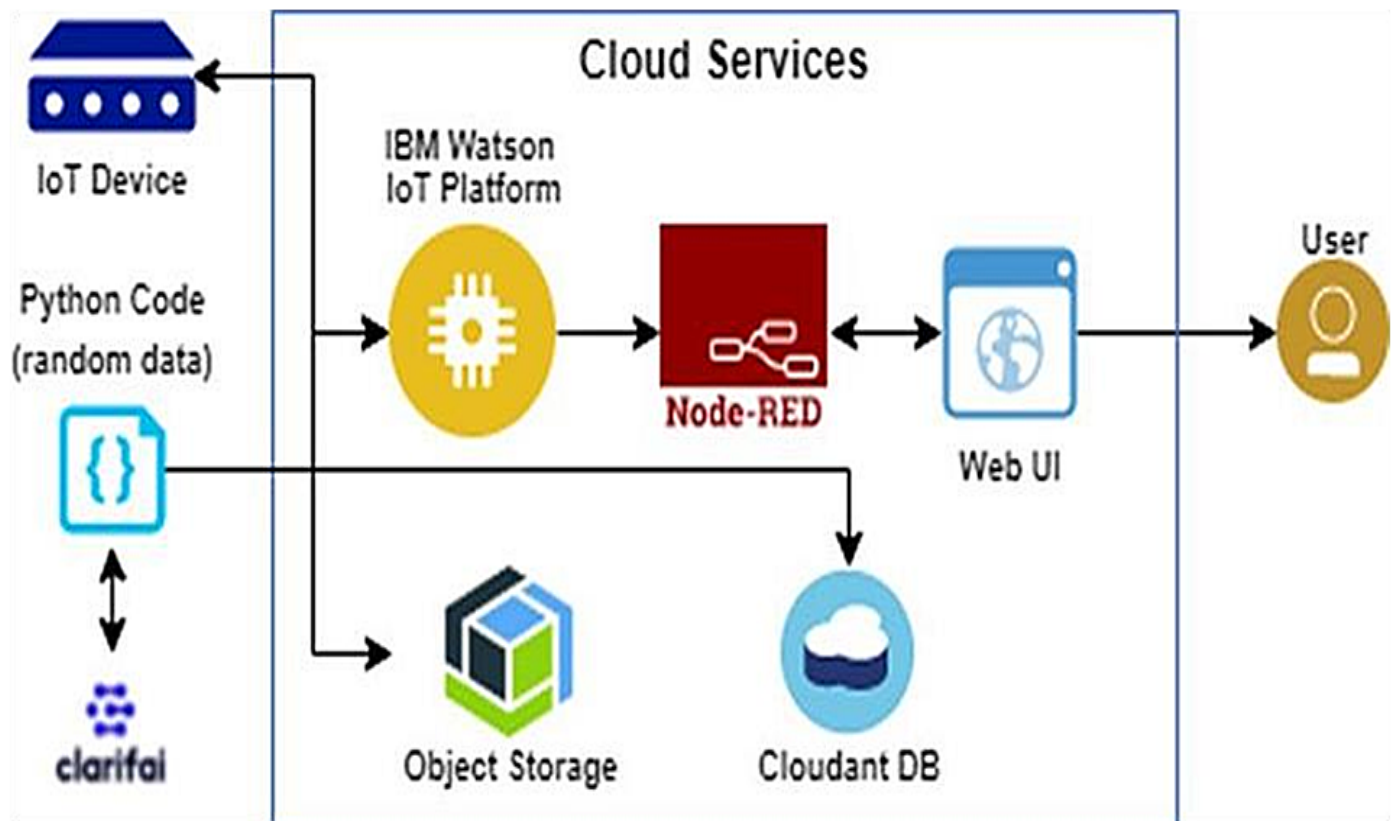 Cloud Services
IoT Device
IBM Watson
IoT Platform
User
Python Code
(random data)
Node-RED
Web UI
clarifai
Object Storage
Cloudant DB